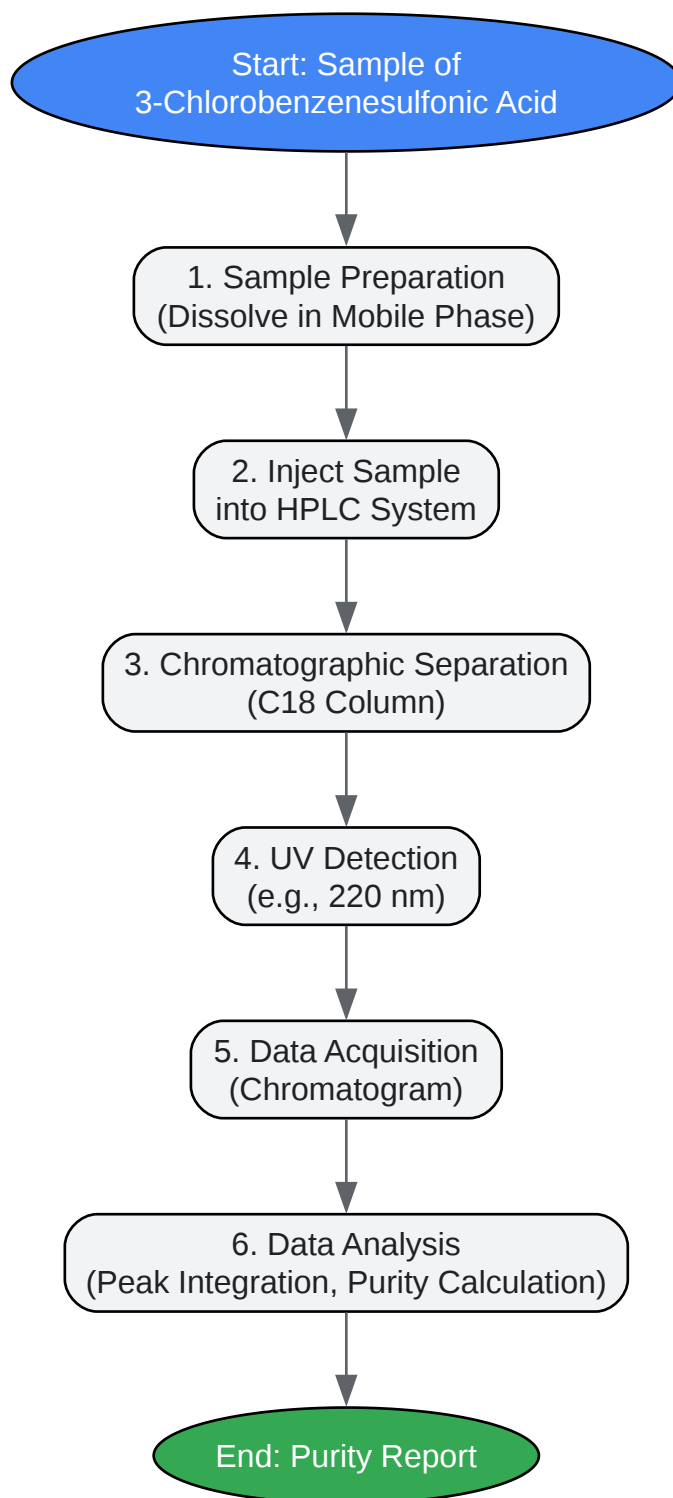 Start: Sample of
3-Chlorobenzenesulfonic Acid
1. Sample Preparation
(Dissolve in Mobile Phase)
2. Inject Sample
into HPLC System
3. Chromatographic Separation
(C18 Column)
4. UV Detection
(e.g., 220 nm)
5. Data Acquisition
(Chromatogram)
6. Data Analysis
(Peak Integration, Purity Calculation)
End: Purity Report